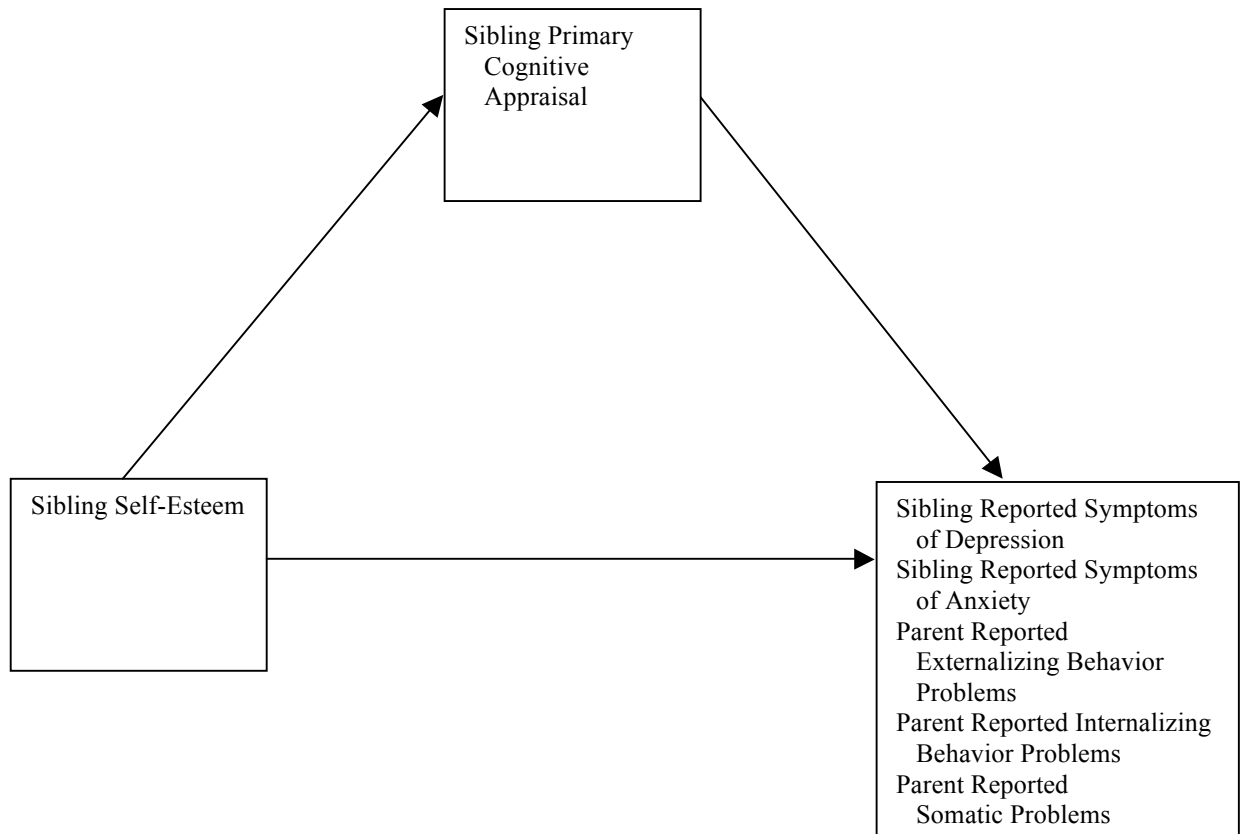 Sibling Primary
Cognitive
Appraisal
Sibling Self-Esteem
Sibling Reported Symptoms
of Depression
Sibling Reported Symptoms
of Anxiety
Parent Reported
Externalizing Behavior
Problems
Parent Reported Internalizing
Behavior Problems
Parent Reported
Somatic Problems